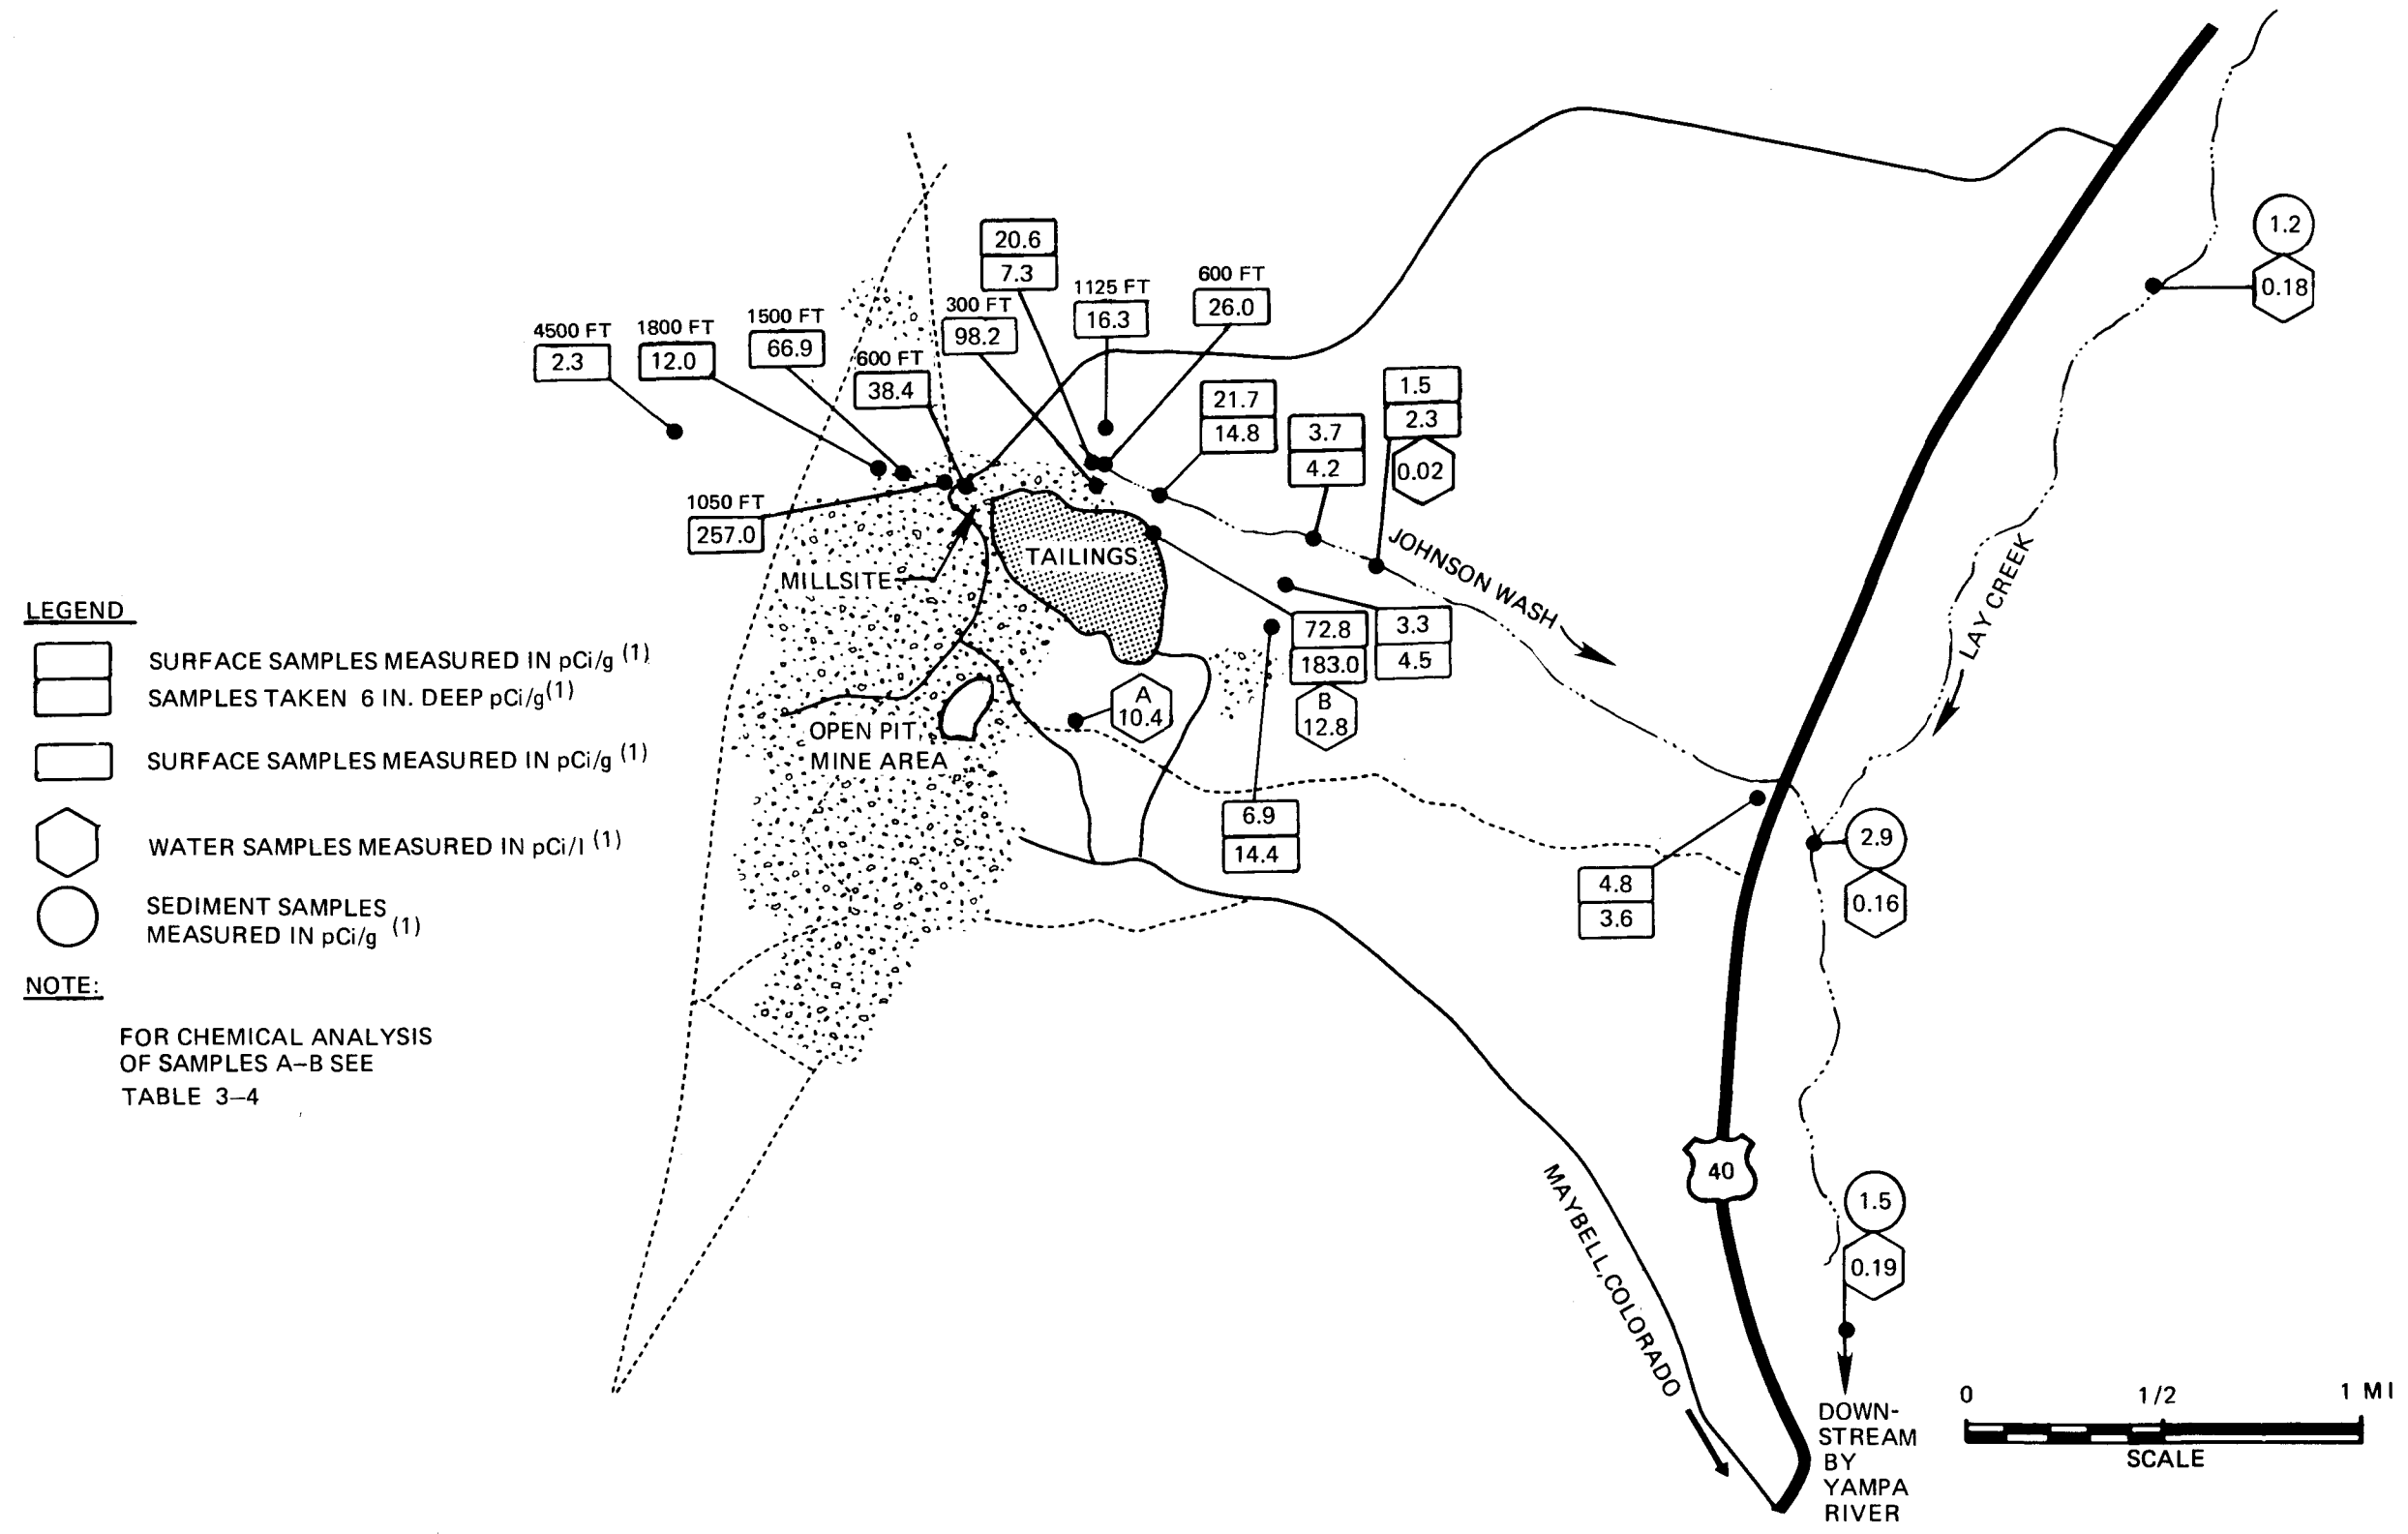 20.6
7.3
1125 FT
16.3
600 FT
26.0
300 FT
98.2
4500 FT
2.3
1800 FT
12.0
1500 FT
66.9
600 FT
38.4
21.7
14.8
3.7
4.2
1.5
2.3
0.02
1.2
0.18
1050 FT
257.0
TAILINGS
MILLSITE
JOHNSON WASH
LAY CREEK
72.8
183.0
B
12.8
3.3
4.5
A
10.4
OPEN PIT
MINE AREA
6.9
14.4
4.8
3.6
2.9
0.16
LEGEND
SURFACE SAMPLES MEASURED IN pCi/g (1)
SAMPLES TAKEN 6 IN. DEEP pCi/g(1)
SURFACE SAMPLES MEASURED IN pCi/g (1)
WATER SAMPLES MEASURED IN pCi/l (1)
SEDIMENT SAMPLES
MEASURED IN pCi/g (1)
NOTE:
FOR CHEMICAL ANALYSIS
OF SAMPLES A–B SEE
TABLE 3–4
40
1.5
0.19
MAYBELL, COLORADO
DOWN-
STREAM
BY
YAMPA
RIVER
0 1/2 1 MI
SCALE